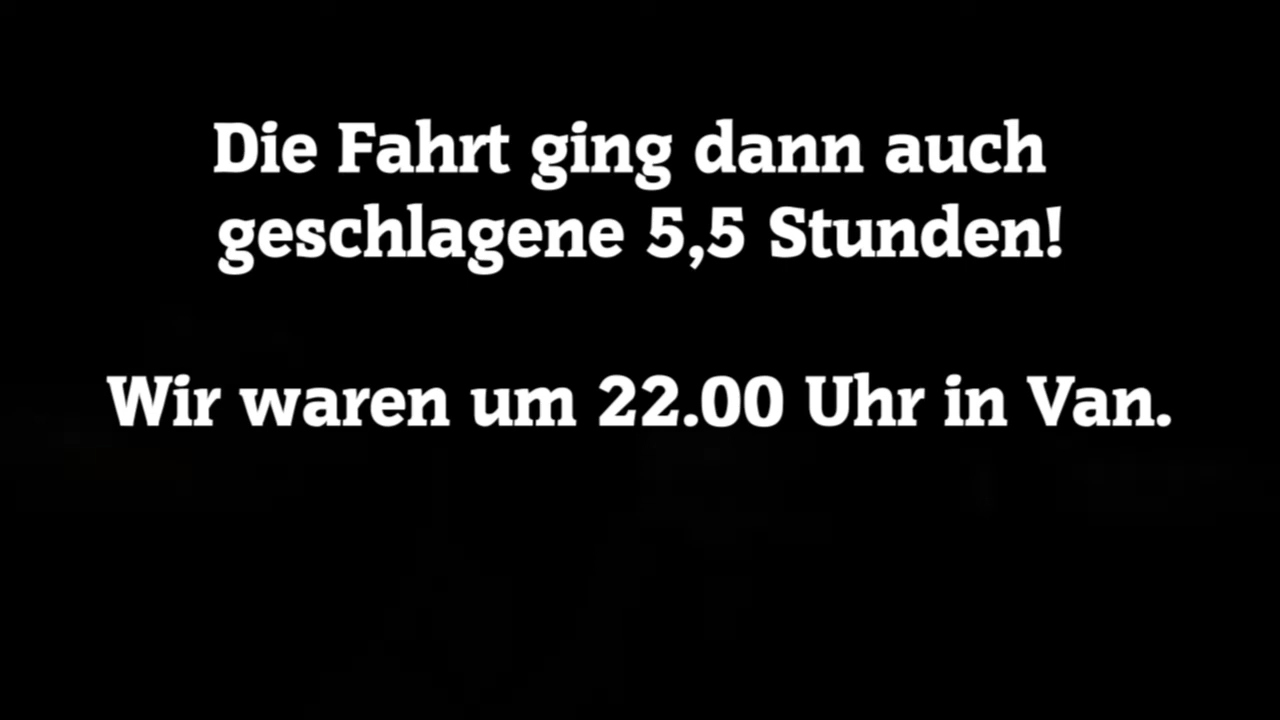 Die Fahrt ging dann auch
geschlagene 5,5 Stunden!
Wir waren um 22.00 Uhr in Van.